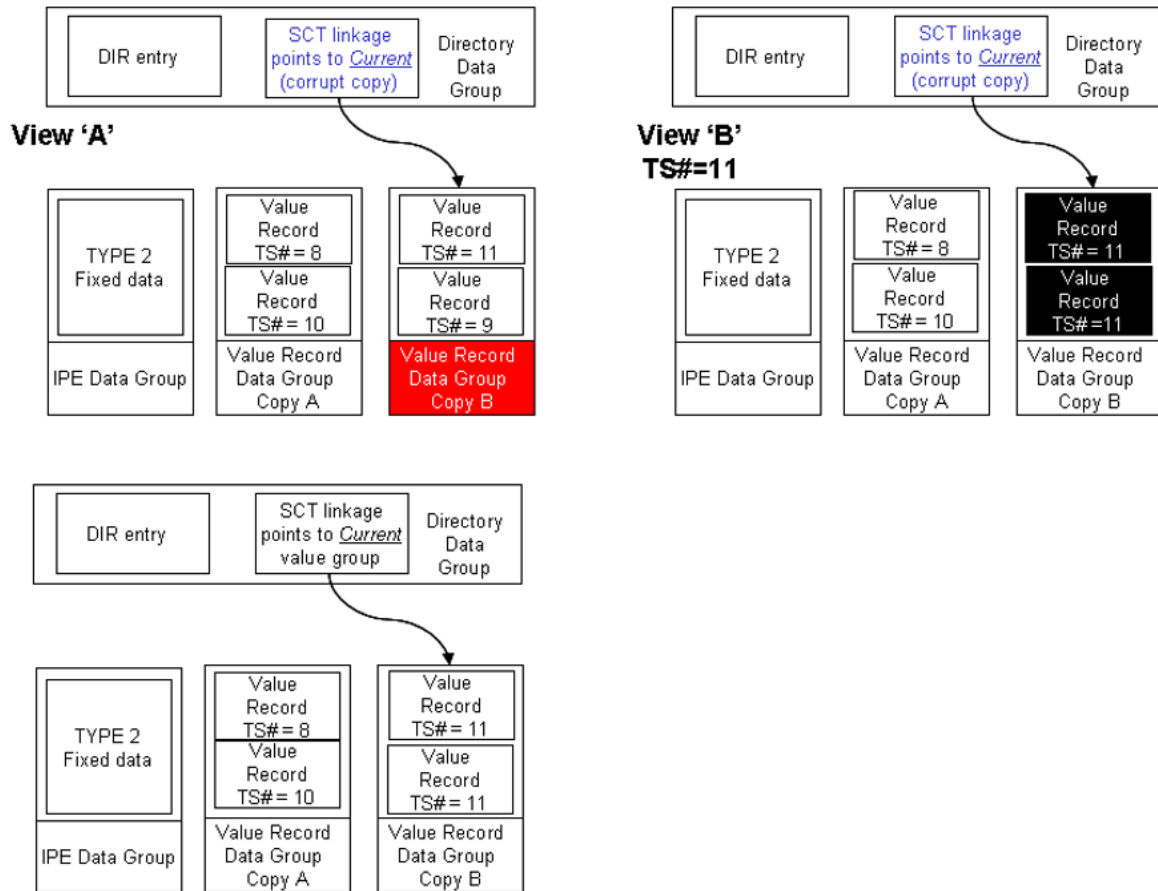 DIR entry
SCT linkage
points to Current
(corrupt copy)
Directory
Data
Group
View ‘A’
TYPE 2
Fixed data
IPE Data Group
Value
Record
TS# = 8
Value
Record
TS# = 10
Value Record
Data Group
Copy A
Value
Record
TS# = 11
Value
Record
TS# = 9
Value Record
Data Group
Copy B
DIR entry
SCT linkage
points to Current
(corrupt copy)
Directory
Data
Group
View ‘B’
TS#=11
TYPE 2
Fixed data
IPE Data Group
Value
Record
TS# = 8
Value
Record
TS# = 10
Value Record
Data Group
Copy A
Value
Record
TS# = 11
Value
Record
TS# =11
Value Record
Data Group
Copy B
DIR entry
SCT linkage
points to Current
value group
Directory
Data
Group
TYPE 2
Fixed data
IPE Data Group
Value
Record
TS# = 8
Value
Record
TS# = 10
Value Record
Data Group
Copy A
Value
Record
TS# = 11
Value
Record
TS# = 11
Value Record
Data Group
Copy B